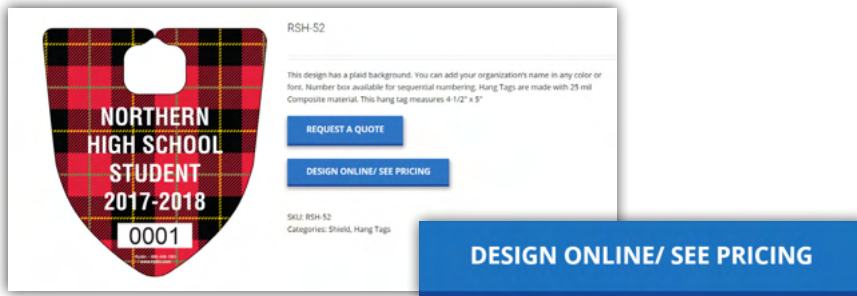 RSH-52
This design has a plaid background. You can add your organization's name in any color or
font. Number box available for sequential numbering. Hang Tags are made with 25 mil
Composite material. This hang tag measures 4-1/2" x 5"
REQUEST A QUOTE
DESIGN ONLINE/ SEE PRICING
SKU: RSH-52
Categories: Shield, Hang Tags
NORTHERN
HIGH SCHOOL
STUDENT
2017-2018
0001
DESIGN ONLINE/ SEE PRICING